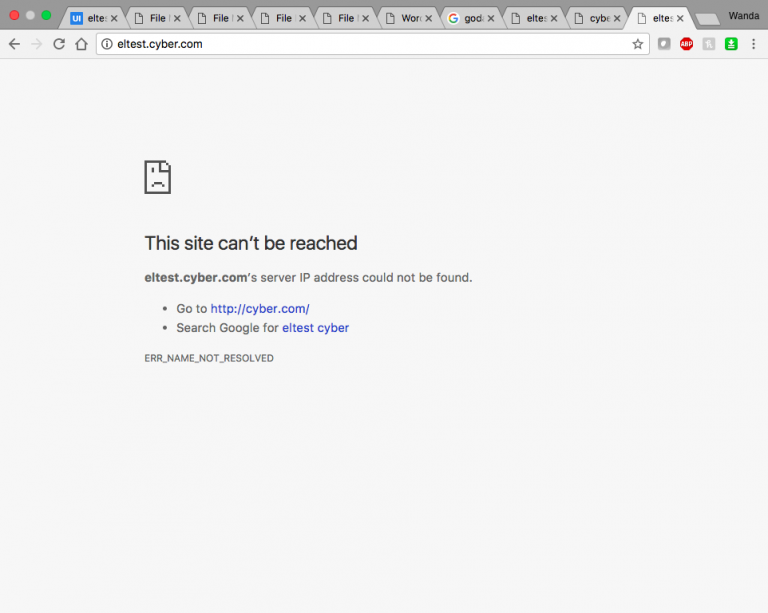 UI eltes File File File File Wor goda eltes cybe eltes Wanda
eltest.cyber.com
ABP
This site can't be reached
eltest.cyber.com's server IP address could not be found.
• Go to http://cyber.com/
• Search Google for eltest cyber
ERR_NAME_NOT_RESOLVED